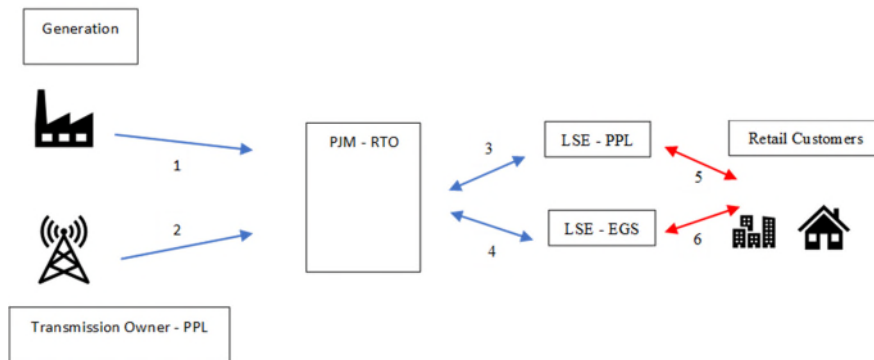 Generation
PJM - RTO
3
LSE - PPL
Retail Customers
1
5
2
4
LSE - EGS
6
Transmission Owner - PPL